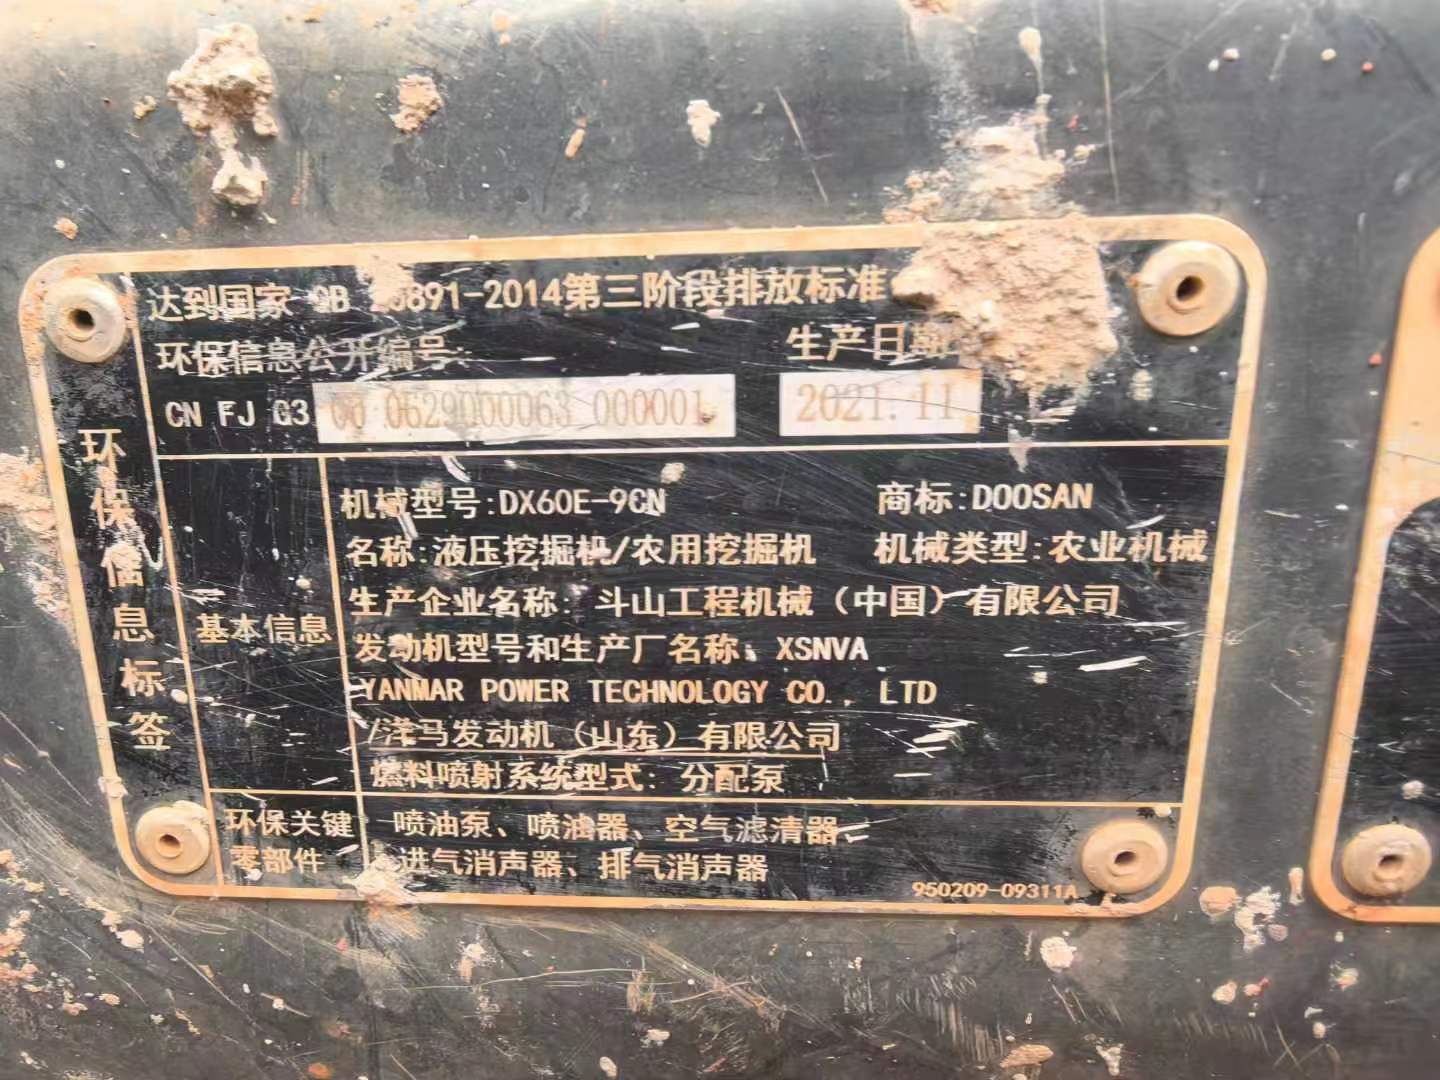 达到国家 GB 891-2014第三阶段排放标准
环保信息公开编号:
生产日期
CN FJ G3 00 0629000063 000001
2021.11
环保信息标签
基本信息
机械型号:DX60E-9CN 商标:DOOSAN
名称:液压挖掘机/农用挖掘机 机械类型:农业机械
生产企业名称: 斗山工程机械（中国）有限公司
发动机型号和生产厂名称: XSNVA
YANMAR POWER TECHNOLOGY CO., LTD
/洋马发动机（山东）有限公司
燃料喷射系统型式: 分配泵
环保关键
零部件
喷油泵、喷油器、空气滤清器、
进气消声器、排气消声器
950209-09311A